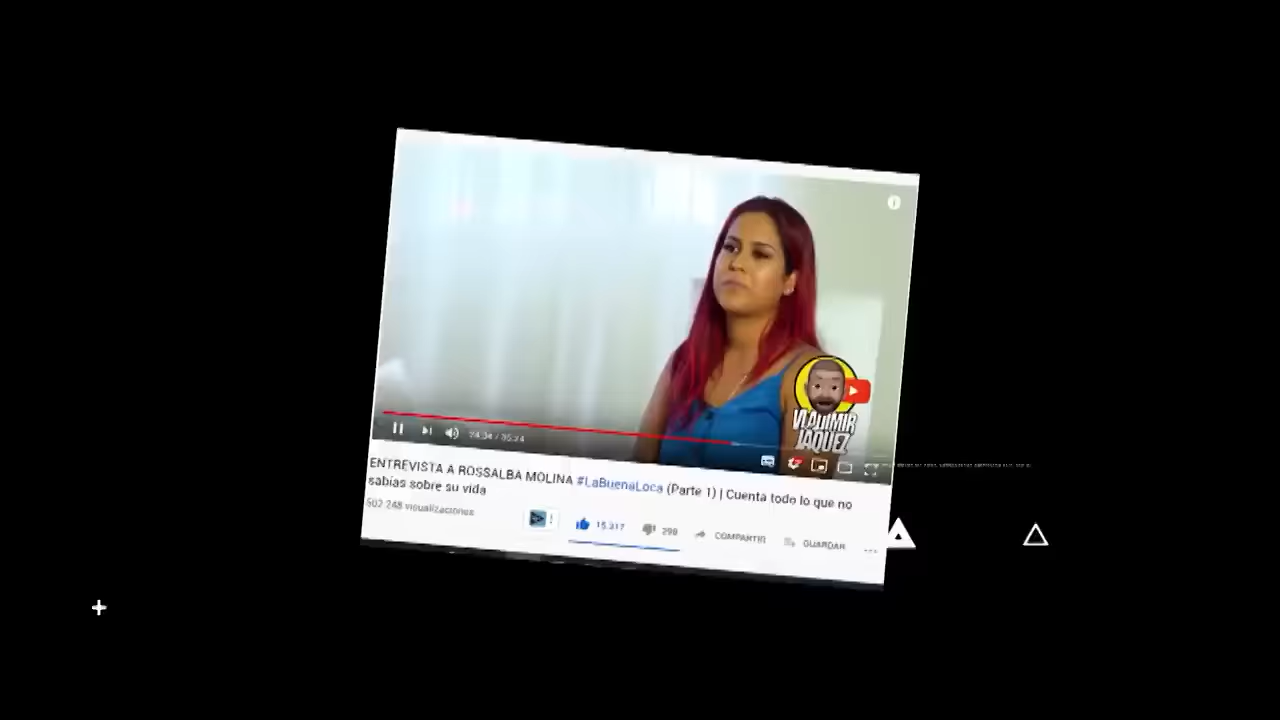 VLADIMIR
JAQUEZ
24:34 / 35:24
ENTREVISTA A ROSSALBA MOLINA #LaBuenaLoca (Parte 1) | Cuenta todo lo que no
sabías sobre su vida
502.248 visualizaciones
15.317 298 COMPARTIR GUARDAR